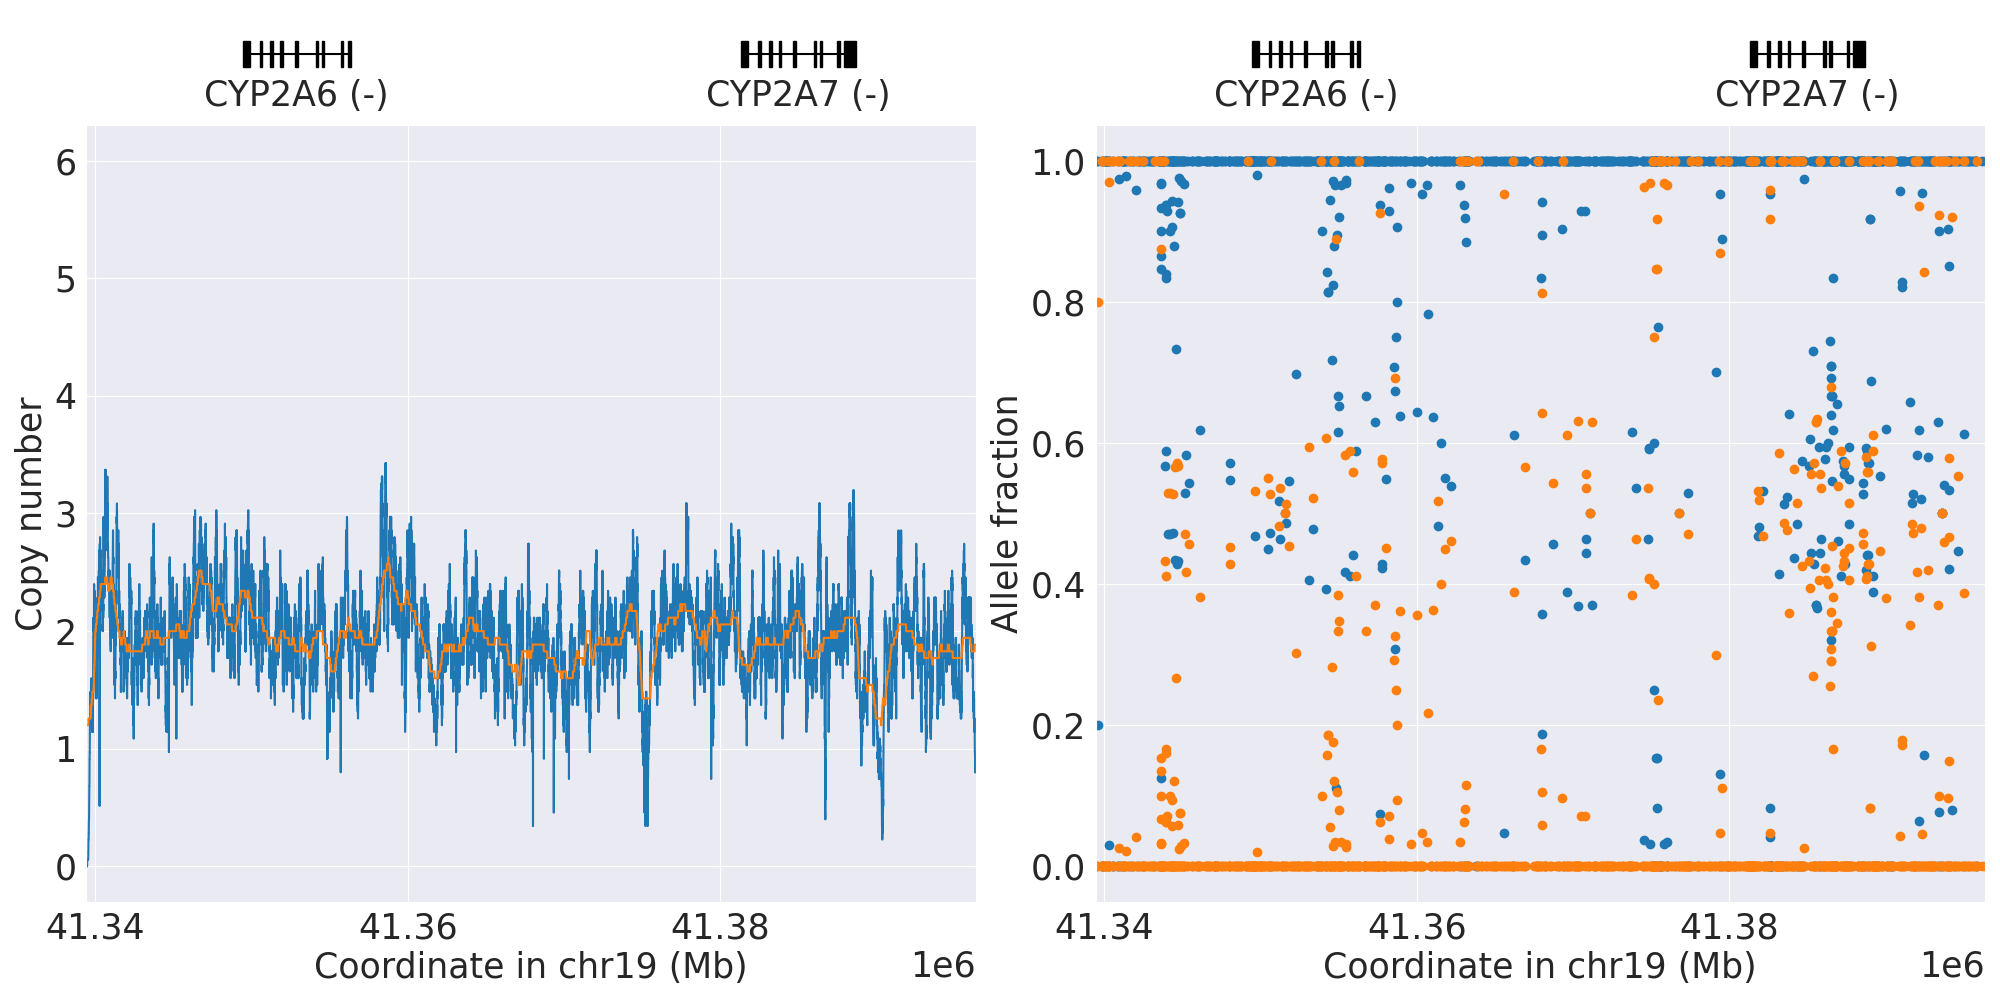 CYP2A6 (-) CYP2A7 (-)
CYP2A6 (-) CYP2A7 (-)
Copy number
6
5
4
3
2
1
0
41.34 41.36 41.38
Coordinate in chr19 (Mb) 1e6
Allele fraction
1.0
0.8
0.6
0.4
0.2
0.0
41.34 41.36 41.38
Coordinate in chr19 (Mb) 1e6